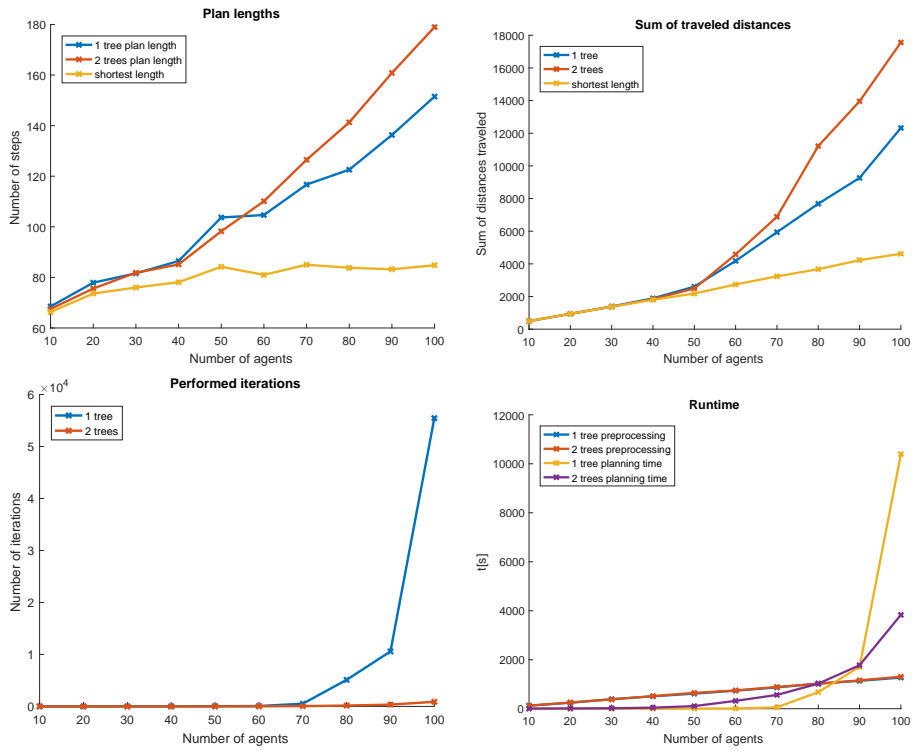 Plan lengths
180
160
140
120
100
80
60
Number of steps
1 tree plan length
2 trees plan length
shortest length
10 20 30 40 50 60 70 80 90 100
Number of agents
Sum of traveled distances
18000
16000
14000
12000
10000
8000
6000
4000
2000
0
Sum of distances traveled
1 tree
2 trees
shortest length
10 20 30 40 50 60 70 80 90 100
Number of agents
Performed iterations
×10^4
6
5
4
3
2
1
0
Number of iterations
1 tree
2 trees
10 20 30 40 50 60 70 80 90 100
Number of agents
Runtime
12000
10000
8000
6000
4000
2000
0
t[s]
1 tree preprocessing
2 trees preprocessing
1 tree planning time
2 trees planning time
10 20 30 40 50 60 70 80 90 100
Number of agents